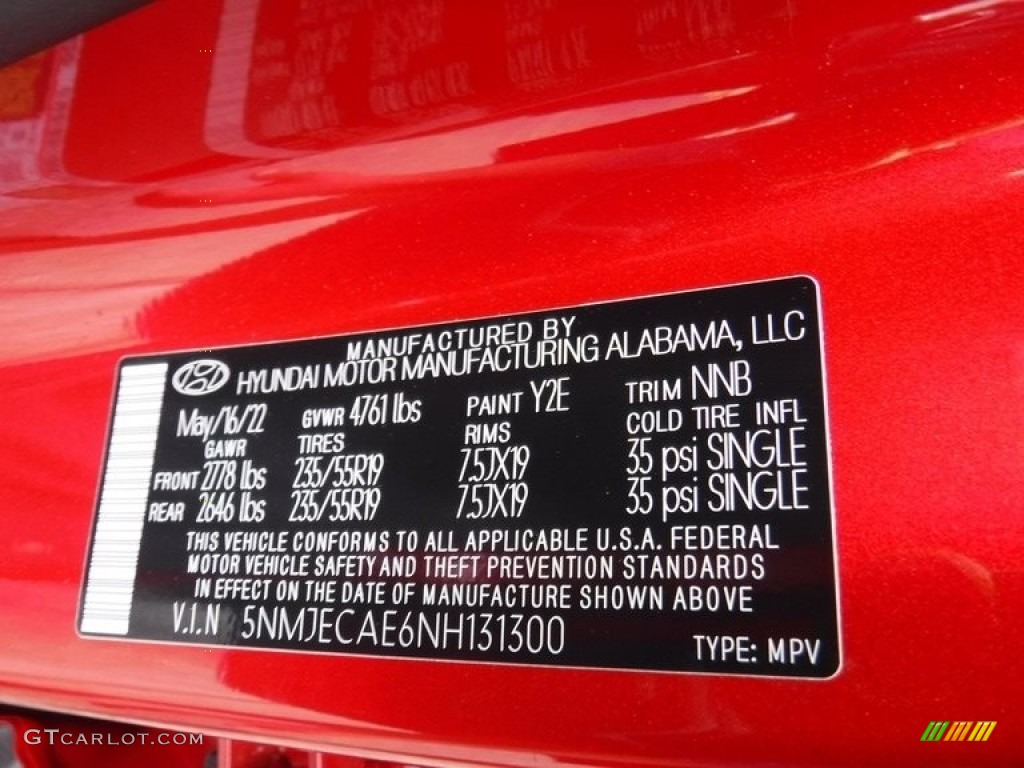 MANUFACTURED BY
HYUNDAI MOTOR MANUFACTURING ALABAMA, LLC
May/16/22 GVWR 4761 lbs PAINT Y2E TRIM NNB
GAWR TIRES RIMS COLD TIRE INFL
FRONT 2778 lbs 235/55R19 7.5JX19 35 psi SINGLE
REAR 2646 lbs 235/55R19 7.5JX19 35 psi SINGLE
THIS VEHICLE CONFORMS TO ALL APPLICABLE U.S.A. FEDERAL
MOTOR VEHICLE SAFETY AND THEFT PREVENTION STANDARDS
IN EFFECT ON THE DATE OF MANUFACTURE SHOWN ABOVE
V.I.N 5NMJECAE6NH131300 TYPE: MPV
GTCARLOT.COM